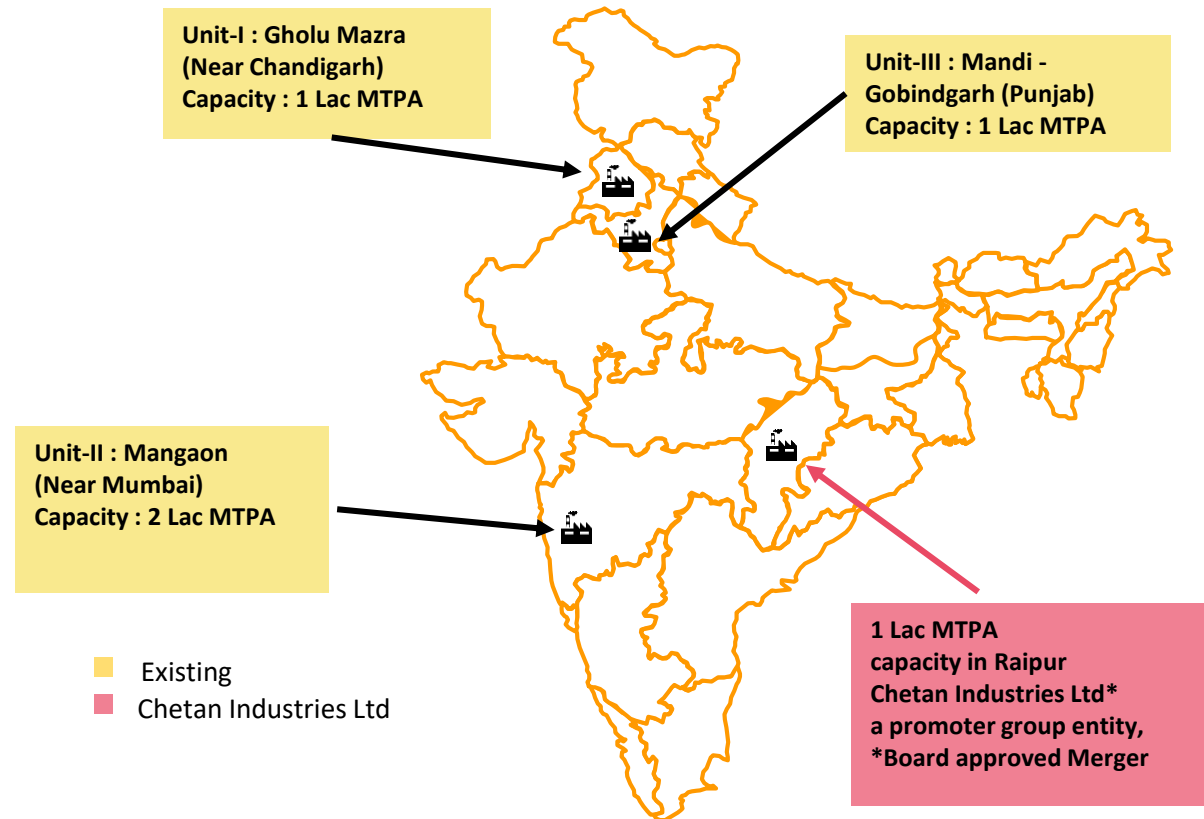 Unit-I : Gholu Mazra
(Near Chandigarh)
Capacity : 1 Lac MTPA
Unit-III : Mandi -
Gobindgarh (Punjab)
Capacity : 1 Lac MTPA
Unit-II : Mangaon
(Near Mumbai)
Capacity : 2 Lac MTPA
1 Lac MTPA
capacity in Raipur
Chetan Industries Ltd*
a promoter group entity,
*Board approved Merger
Existing
Chetan Industries Ltd